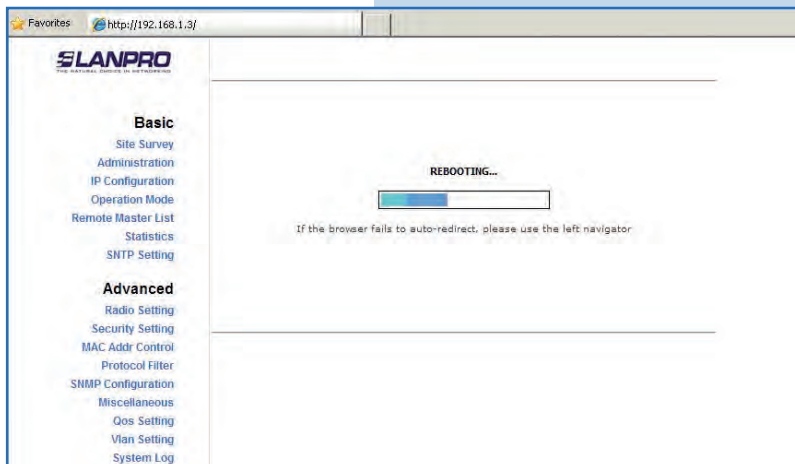 Favorites http://192.168.1.3/
LANPRO
THE NATURAL CHOICE IN NETWORKING
Basic
Site Survey
Administration
IP Configuration
Operation Mode
Remote Master List
Statistics
SNTP Setting
Advanced
Radio Setting
Security Setting
MAC Addr Control
Protocol Filter
SNMP Configuration
Miscellaneous
Qos Setting
Vlan Setting
System Log
REBOOTING...
If the browser fails to auto-redirect, please use the left navigator